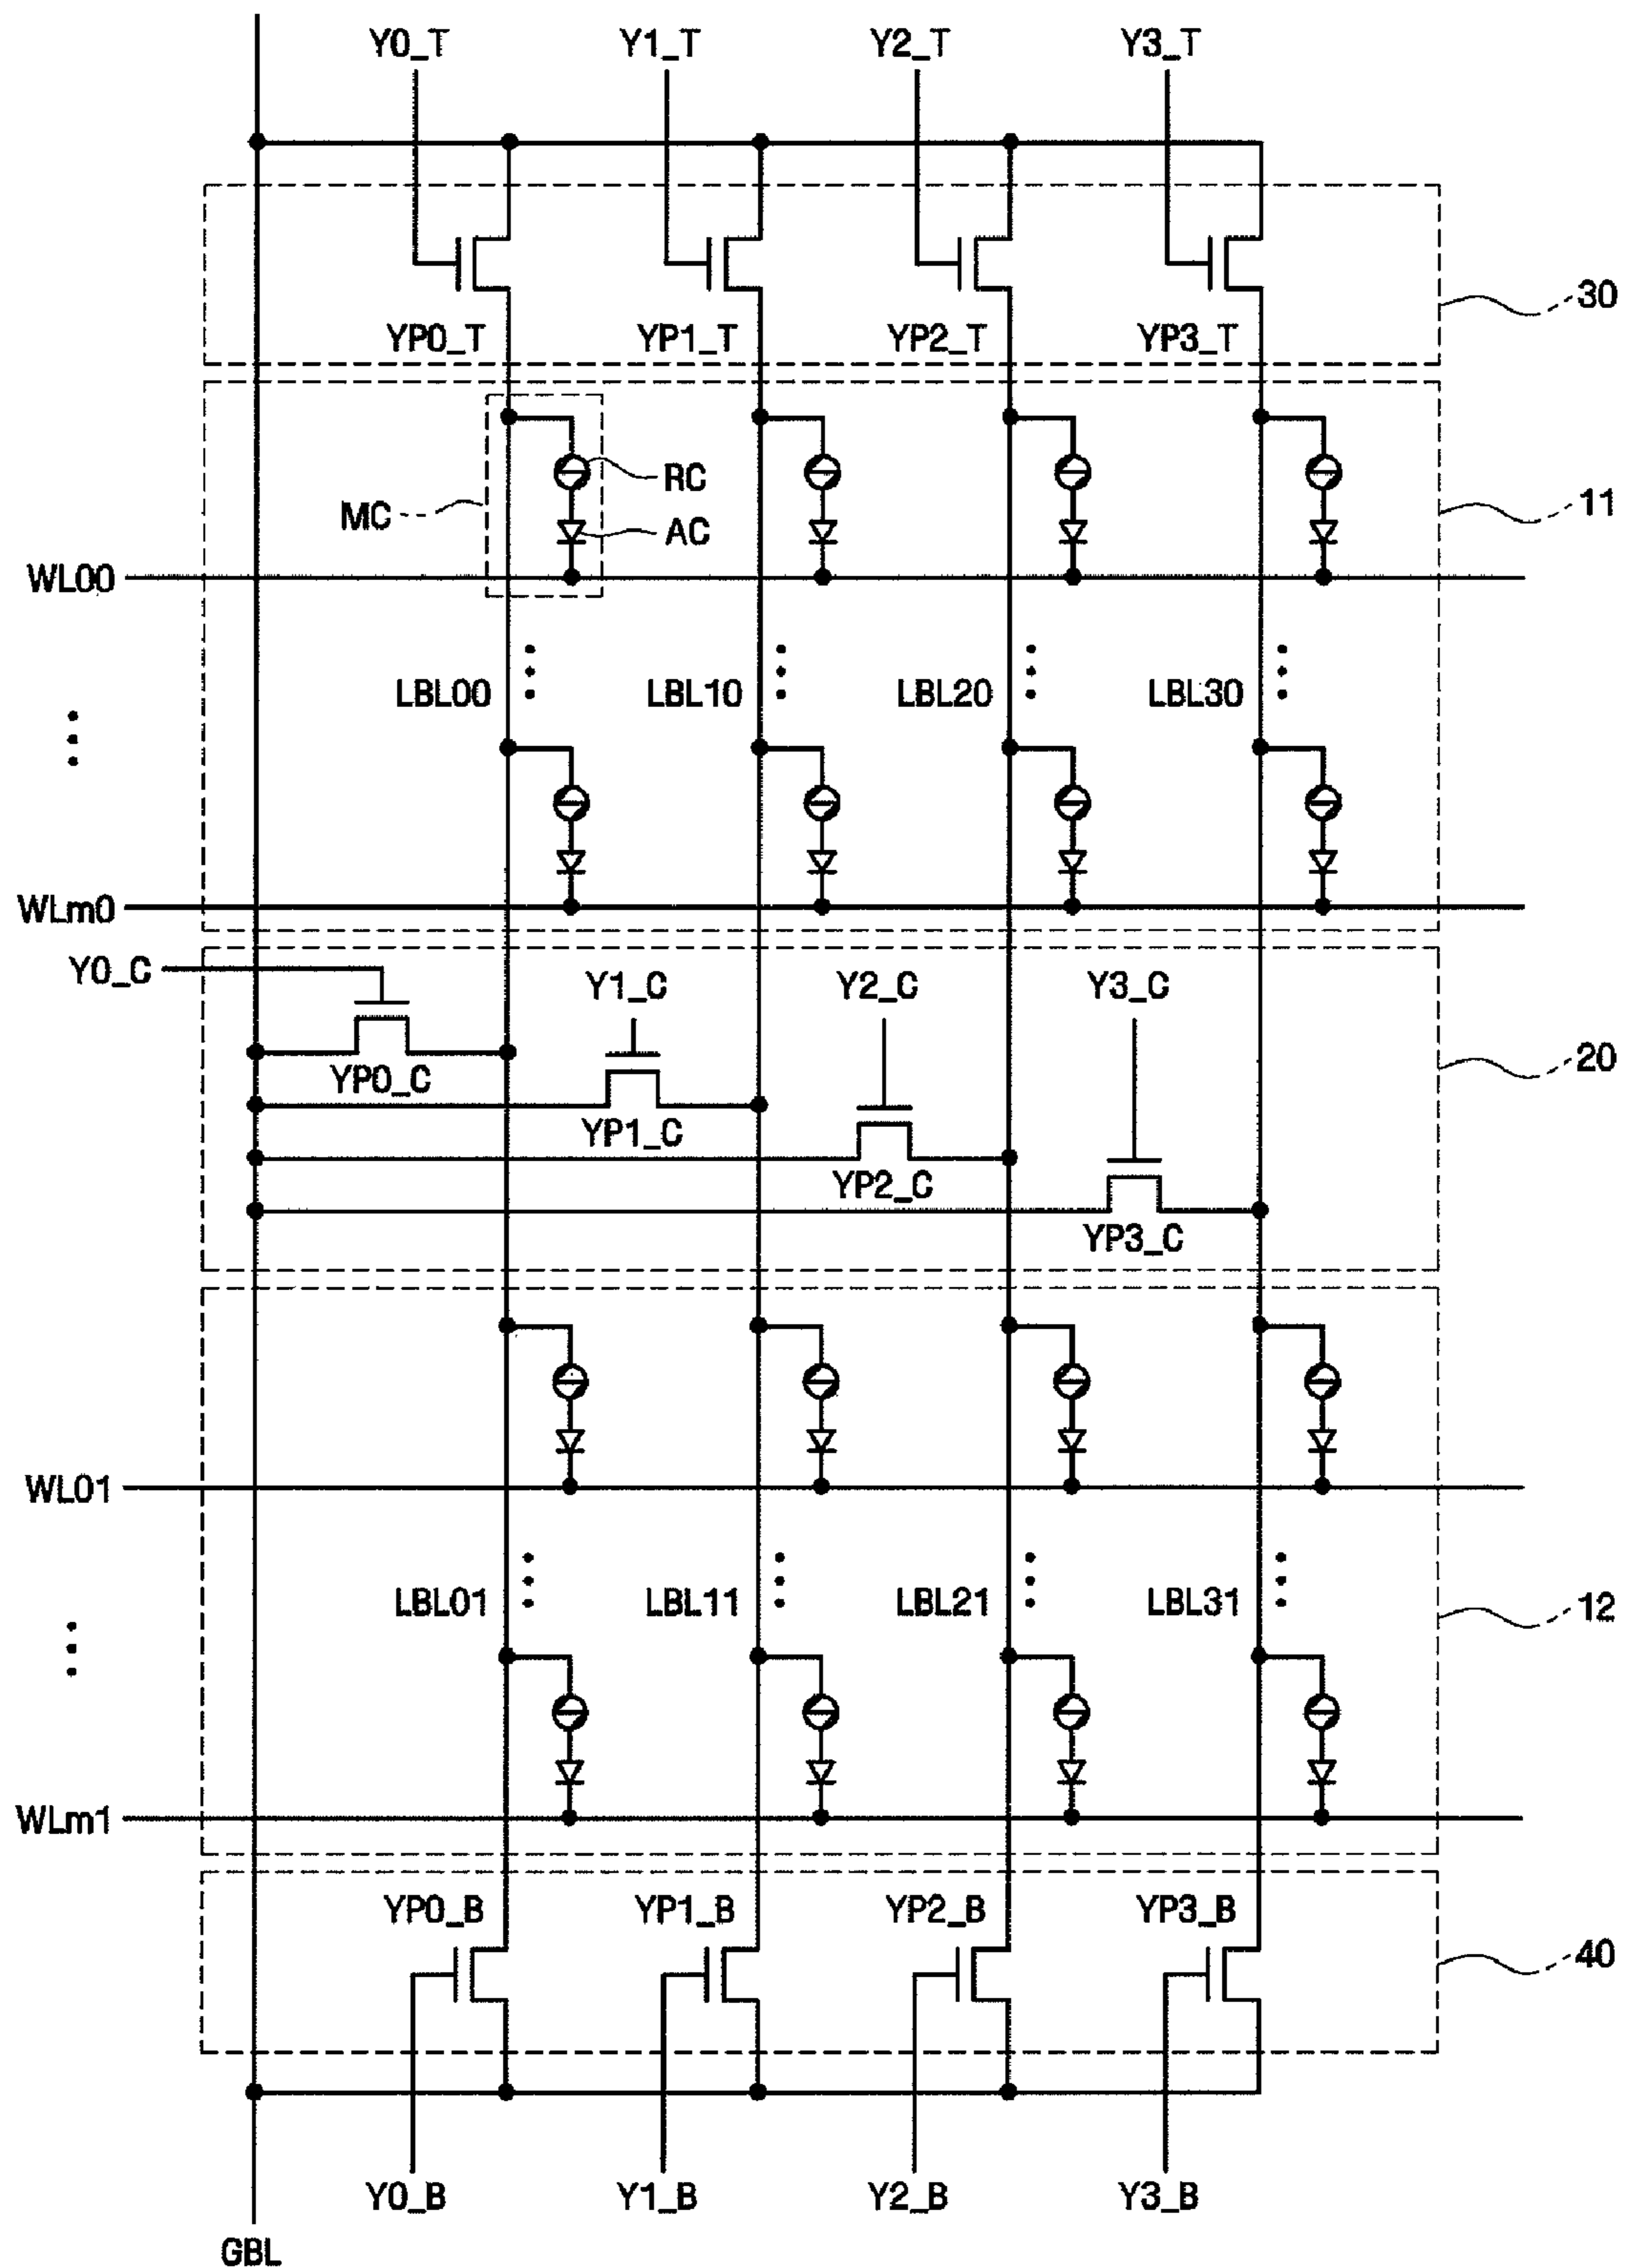 Y0_T Y1_T Y2_T Y3_T
30
YP0_T YP1_T YP2_T YP3_T
RC
MC
11
AC
WL00
LBL00 LBL10 LBL20 LBL30
WLm0
Y0_C
Y1_C Y2_C Y3_C
20
YP0_C
YP1_C
YP2_C
YP3_C
WL01
LBL01 LBL11 LBL21 LBL31
12
WLm1
YP0_B YP1_B YP2_B YP3_B
40
Y0_B Y1_B Y2_B Y3_B
GBL